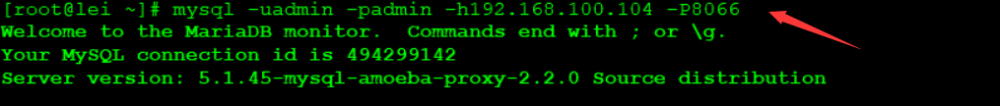 [root@lei ~]# mysql -uadmin -padmin -h192.168.100.104 -P8066
Welcome to the MariaDB monitor.  Commands end with ; or \g.
Your MySQL connection id is 494299142
Server version: 5.1.45-mysql-amoeba-proxy-2.2.0 Source distribution